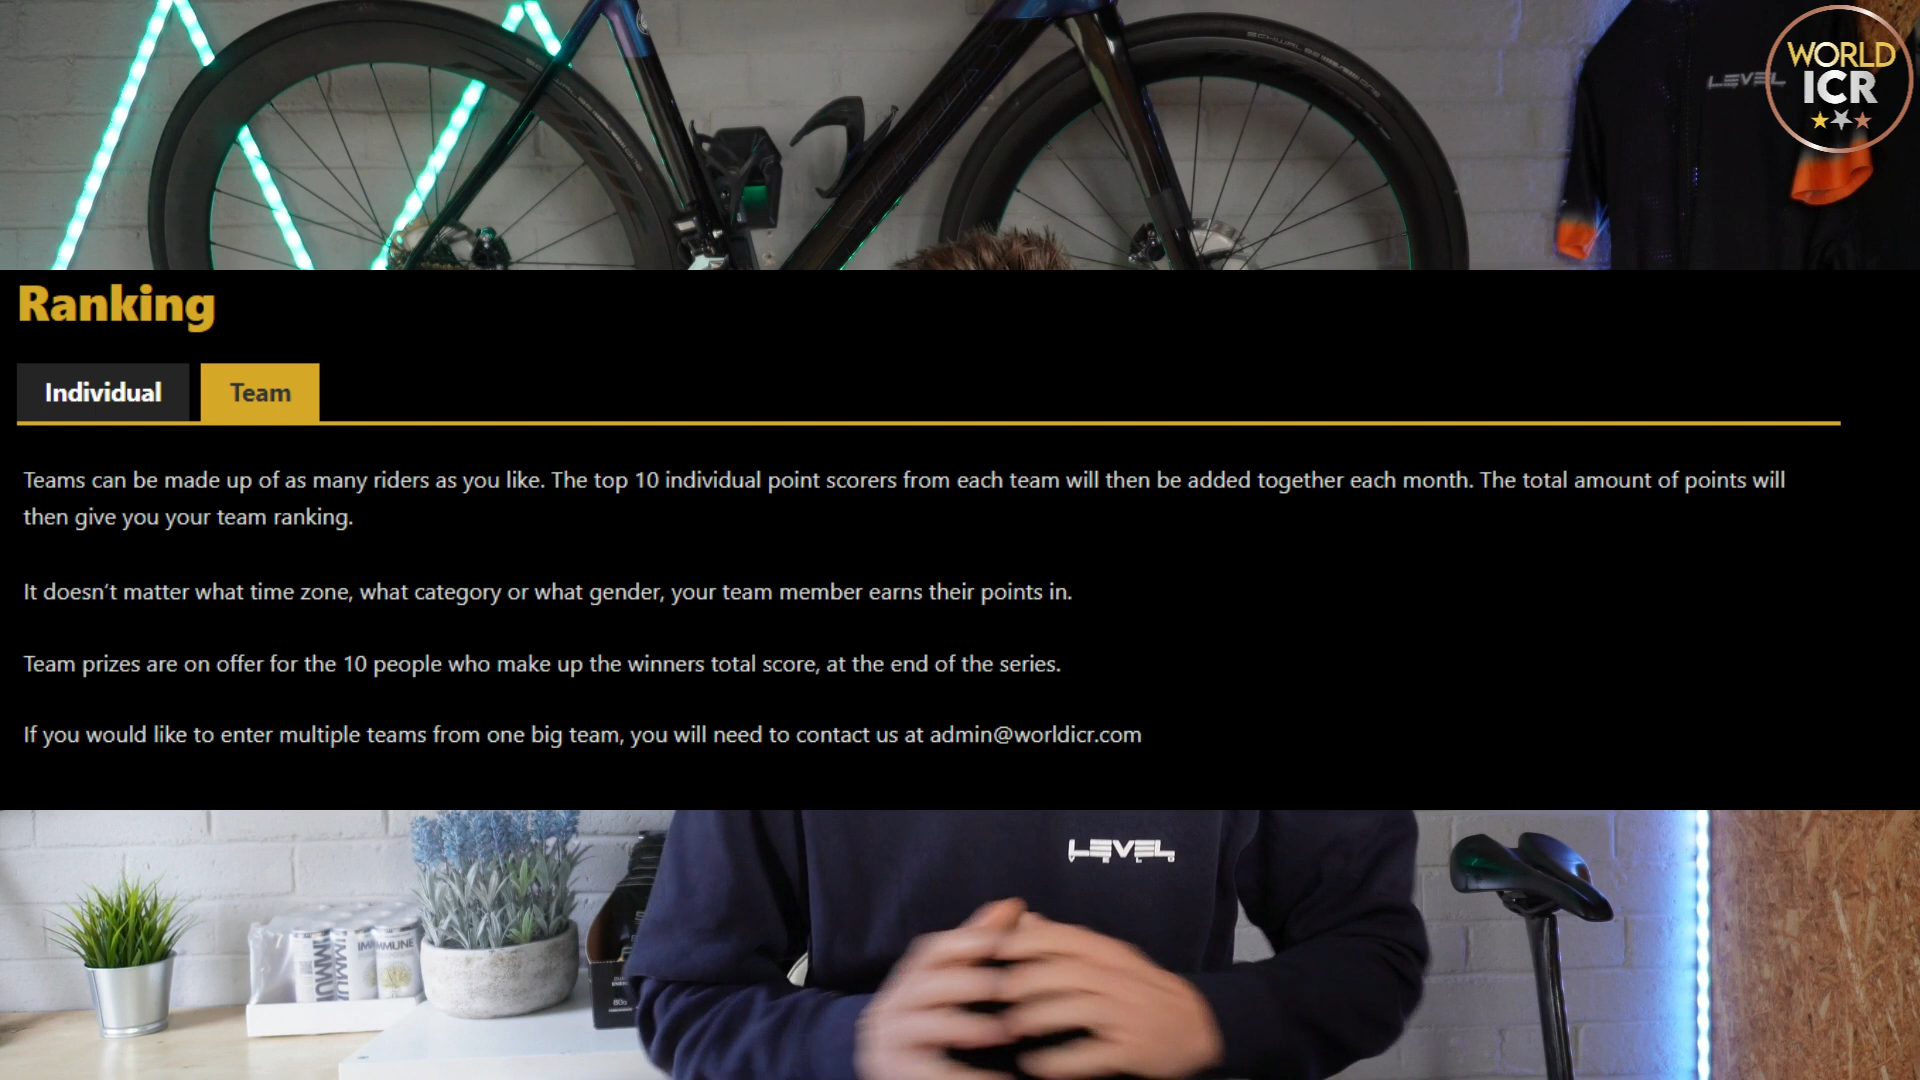 SCHWALBE
LEVEL
WORLD
ICR
Ranking
Individual
Team
Teams can be made up of as many riders as you like. The top 10 individual point scorers from each team will then be added together each month. The total amount of points will
then give you your team ranking.
It doesn't matter what time zone, what category or what gender, your team member earns their points in.
Team prizes are on offer for the 10 people who make up the winners total score, at the end of the series.
If you would like to enter multiple teams from one big team, you will need to contact us at admin@worldicr.com
LEVEL
VELO
IMMUNE
80g